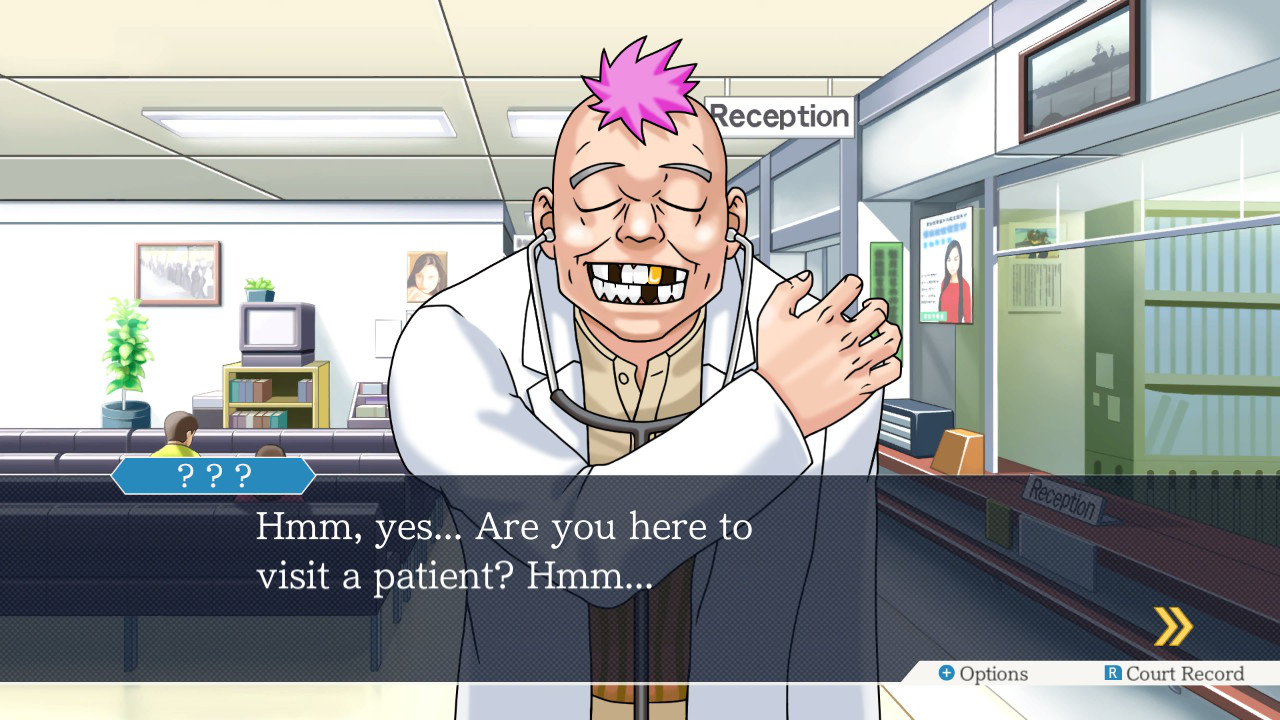 Reception
? ? ?
Hmm, yes... Are you here to
visit a patient? Hmm...
Reception
Options
R Court Record